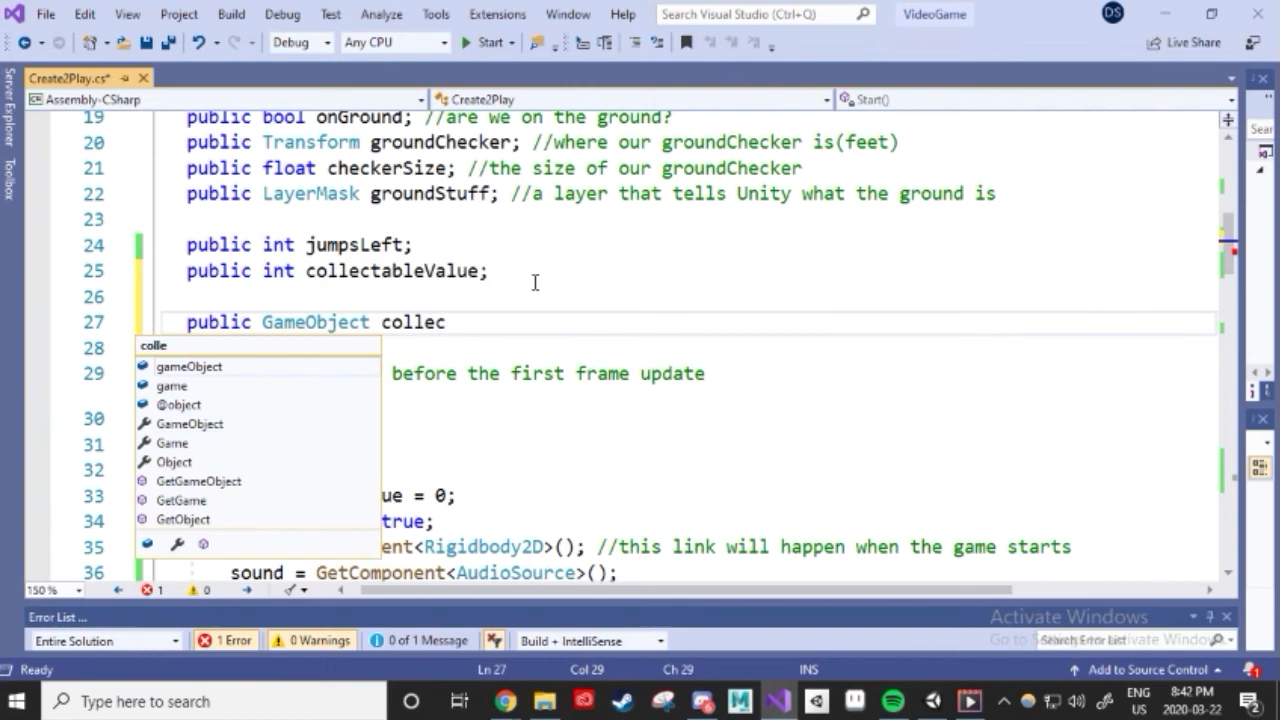 File Edit View Project Build Debug Test Analyze Tools Extensions Window Help Search Visual Studio (Ctrl+Q) VideoGame DS
Debug Any CPU Start Live Share
Create2Play.cs*
Assembly-CSharp Create2Play Start()
Server Explorer
Toolbox
19 public bool onGround; //are we on the ground?
20 public Transform groundChecker; //where our groundChecker is(feet)
21 public float checkerSize; //the size of our groundChecker
22 public LayerMask groundStuff; //a layer that tells Unity what the ground is
23
24 public int jumpsLeft;
25 public int collectableValue;
26
27 public GameObject collec
28
colle
gameObject
game
@object
GameObject
Game
Object
GetGameObject
GetGame
GetObject
29 before the first frame update
30
31
32
33 ue = 0;
34 true;
35 ent<Rigidbody2D>(); //this link will happen when the game starts
36 sound = GetComponent<AudioSource>();
150 % 1 0
Error List ...
Activate Windows
Entire Solution 1 Error 0 Warnings 0 of 1 Message Build + IntelliSense Search Error List
Ready Ln 27 Col 29 Ch 29 INS Add to Source Control 1
Type here to search
ENG
US
8:42 PM
2020-03-22
2